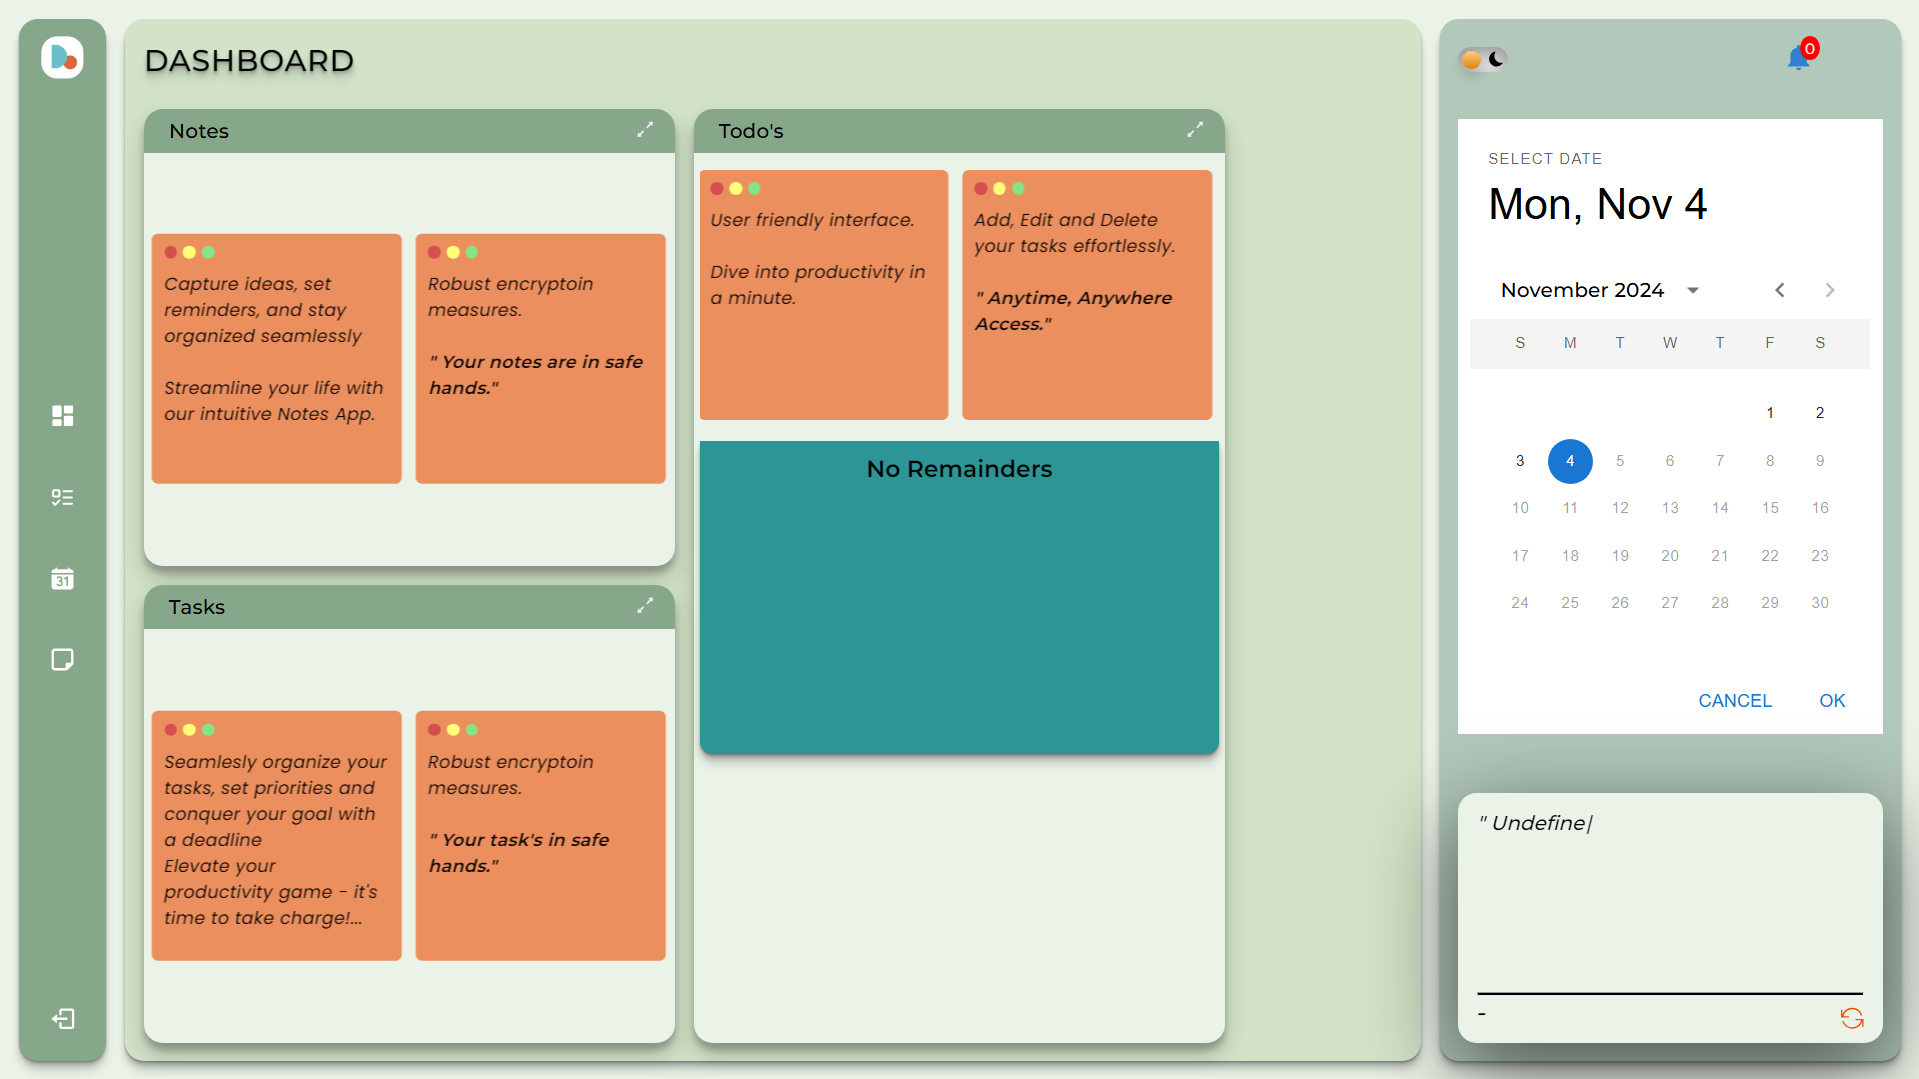 DASHBOARD
Notes
Capture ideas, set
reminders, and stay
organized seamlessly
Streamline your life with
our intuitive Notes App.
Robust encryptoin
measures.
" Your notes are in safe
hands."
Tasks
Seamlesly organize your
tasks, set priorities and
conquer your goal with
a deadline
Elevate your
productivity game - it's
time to take charge!...
Robust encryptoin
measures.
" Your task's in safe
hands."
Todo's
User friendly interface.
Dive into productivity in
a minute.
Add, Edit and Delete
your tasks effortlessly.
" Anytime, Anywhere
Access."
No Remainders
31
0
SELECT DATE
Mon, Nov 4
November 2024
S M T W T F S
1 2
3 4 5 6 7 8 9
10 11 12 13 14 15 16
17 18 19 20 21 22 23
24 25 26 27 28 29 30
CANCEL OK
" Undefine|
-